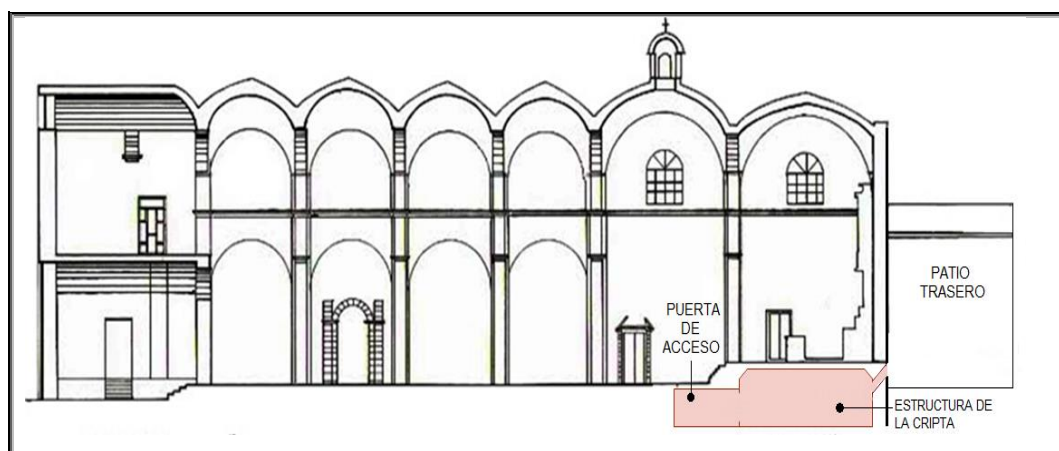 PATIO
TRASERO
PUERTA
DE
ACCESO
ESTRUCTURA DE
LA CRIPTA